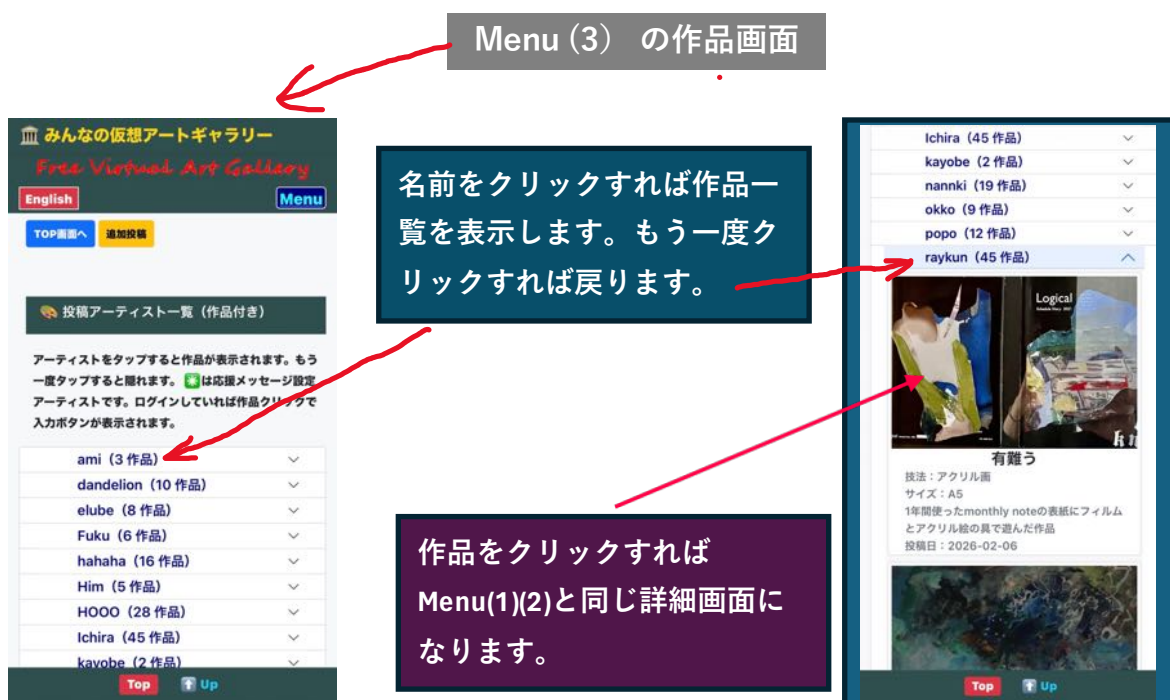 Menu(3) の作品画面
🏛 みんなの仮想アートギャラリー
Free Virtual Art Gallery
English
Menu
TOP画面へ
追加投稿
🎨 投稿アーティスト一覧（作品付き）
アーティストをタップすると作品が表示されます。もう
一度タップすると隠れます。✳は応援メッセージ設定
アーティストです。ログインしていれば作品クリックで
入力ボタンが表示されます。
ami（3 作品）
dandelion（10 作品）
elube（8 作品）
Fuku（6 作品）
hahaha（16 作品）
Him（5 作品）
HOOO（28 作品）
Ichira（45 作品）
kayobe（2 作品）
Top
⬆ Up
名前をクリックすれば作品一
覧を表示します。もう一度ク
リックすれば戻ります。
作品をクリックすれば
Menu(1)(2)と同じ詳細画面に
なります。
Ichira（45 作品）
kayobe（2 作品）
nannki（19 作品）
okko（9 作品）
popo（12 作品）
raykun（45 作品）
Logical
有難う
技法：アクリル画
サイズ：A5
1年間使ったmonthly noteの表紙にフィルム
とアクリル絵の具で遊んだ作品
投稿日：2026-02-06
Top
⬆ Up